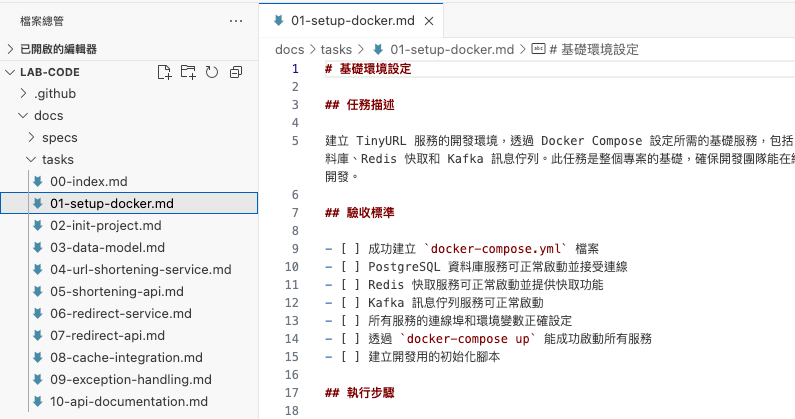 檔案總管
已開啟的編輯器
LAB-CODE
.github
docs
specs
tasks
00-index.md
01-setup-docker.md
02-init-project.md
03-data-model.md
04-url-shortening-service.md
05-shortening-api.md
06-redirect-service.md
07-redirect-api.md
08-cache-integration.md
09-exception-handling.md
10-api-documentation.md
01-setup-docker.md
docs > tasks > 01-setup-docker.md > abc # 基礎環境設定
1 # 基礎環境設定
2
3 ## 任務描述
4
5 建立 TinyURL 服務的開發環境，透過 Docker Compose 設定所需的基礎服務，包括
料庫、Redis 快取和 Kafka 訊息佇列。此任務是整個專案的基礎，確保開發團隊能在
開發。
6
7 ## 驗收標準
8
9 - [ ] 成功建立 `docker-compose.yml` 檔案
10 - [ ] PostgreSQL 資料庫服務可正常啟動並接受連線
11 - [ ] Redis 快取服務可正常啟動並提供快取功能
12 - [ ] Kafka 訊息佇列服務可正常啟動
13 - [ ] 所有服務的連線埠和環境變數正確設定
14 - [ ] 透過 `docker-compose up` 能成功啟動所有服務
15 - [ ] 建立開發用的初始化腳本
16
17 ## 執行步驟
18